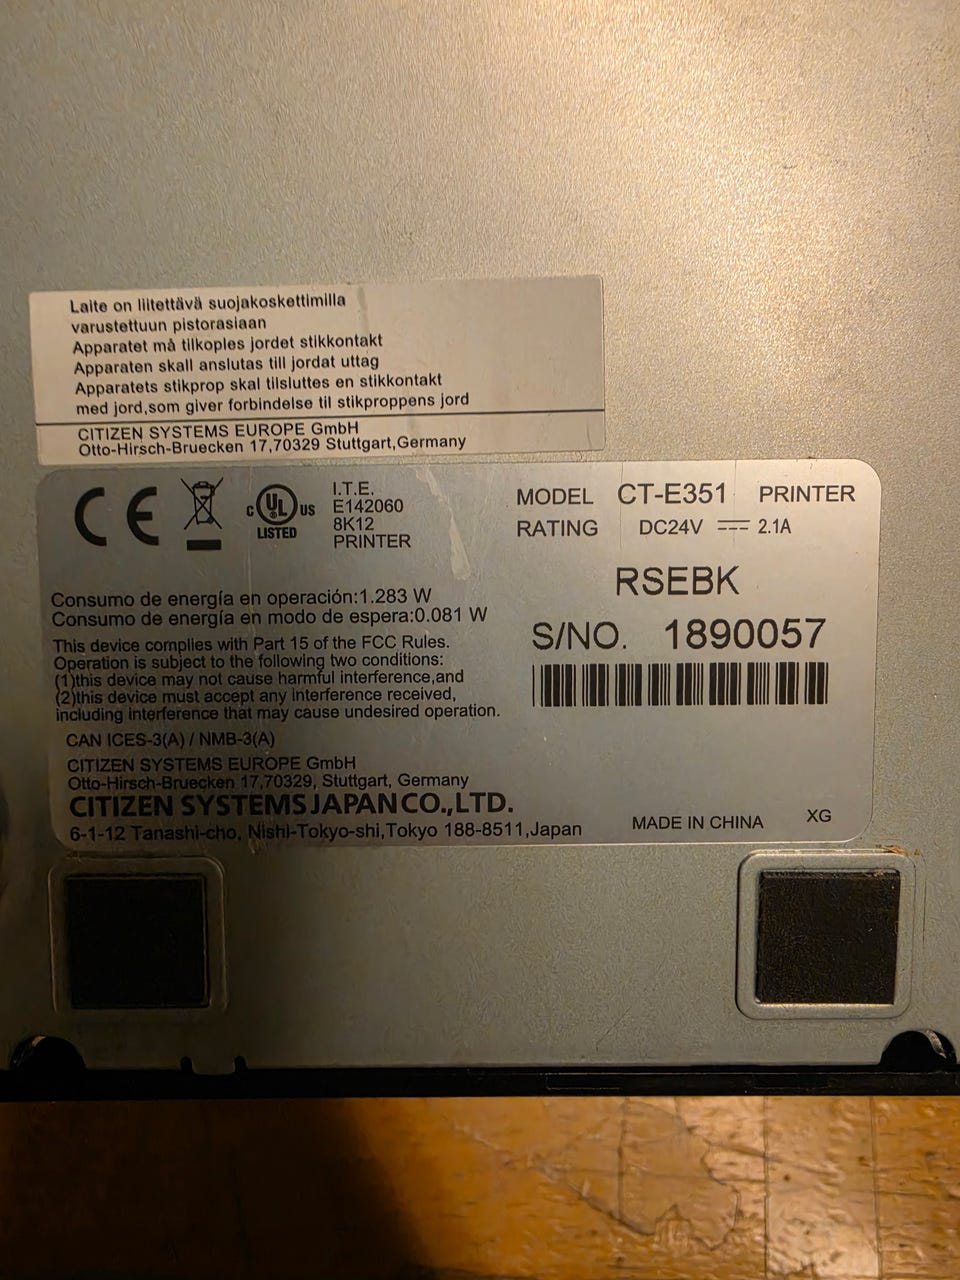 Laite on liitettävä suojakoskettimilla
varustettuun pistorasiaan
Apparatet må tilkoples jordet stikkontakt
Apparaten skall anslutas till jordat uttag
Apparatets stikprop skal tilsluttes en stikkontakt
med jord,som giver forbindelse til stikproppens jord
CITIZEN SYSTEMS EUROPE GmbH
Otto-Hirsch-Bruecken 17,70329 Stuttgart,Germany
CE
C UL US
LISTED
I.T.E.
E142060
8K12
PRINTER
MODEL CT-E351 PRINTER
RATING DC24V 2.1A
RSEBK
S/NO. 1890057
Consumo de energía en operación:1.283 W
Consumo de energía en modo de espera:0.081 W
This device complies with Part 15 of the FCC Rules.
Operation is subject to the following two conditions:
(1)this device may not cause harmful interference,and
(2)this device must accept any interference received,
including interference that may cause undesired operation.
CAN ICES-3(A) / NMB-3(A)
CITIZEN SYSTEMS EUROPE GmbH
Otto-Hirsch-Bruecken 17,70329, Stuttgart, Germany
CITIZEN SYSTEMS JAPAN CO.,LTD.
6-1-12 Tanashi-cho, Nishi-Tokyo-shi,Tokyo 188-8511,Japan
MADE IN CHINA XG